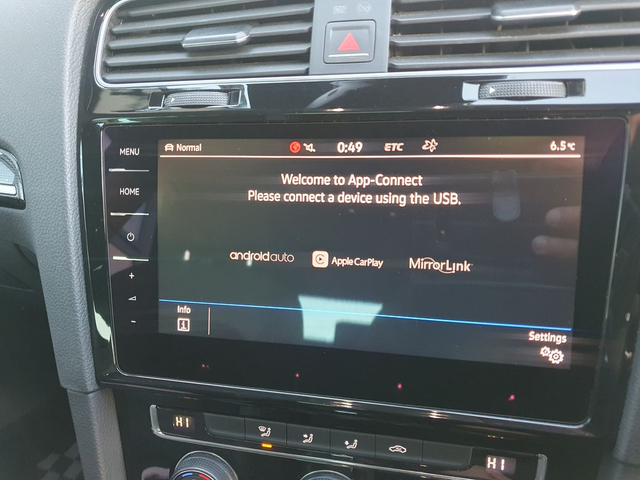 MENU
HOME
Normal
0:49
ETC
6.5°C
Welcome to App-Connect
Please connect a device using the USB.
androidauto
Apple CarPlay
MirrorLink
Info
Settings
HI
HI